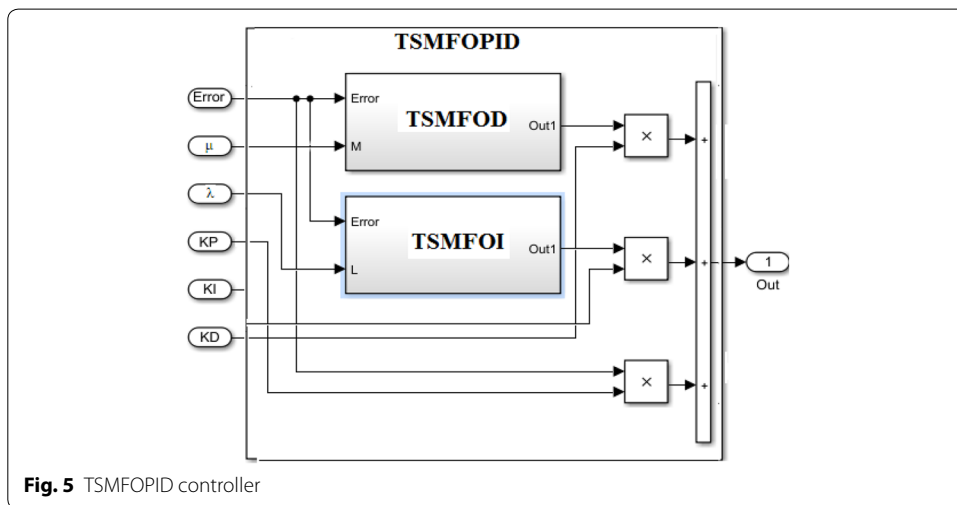 TSMFOPID
Error
μ
λ
KP
KI
KD
Error
TSMFOD
Out1
M
Error
TSMFOI
Out1
L
×
×
×
+
+
+
1
Out
Fig. 5 TSMFOPID controller